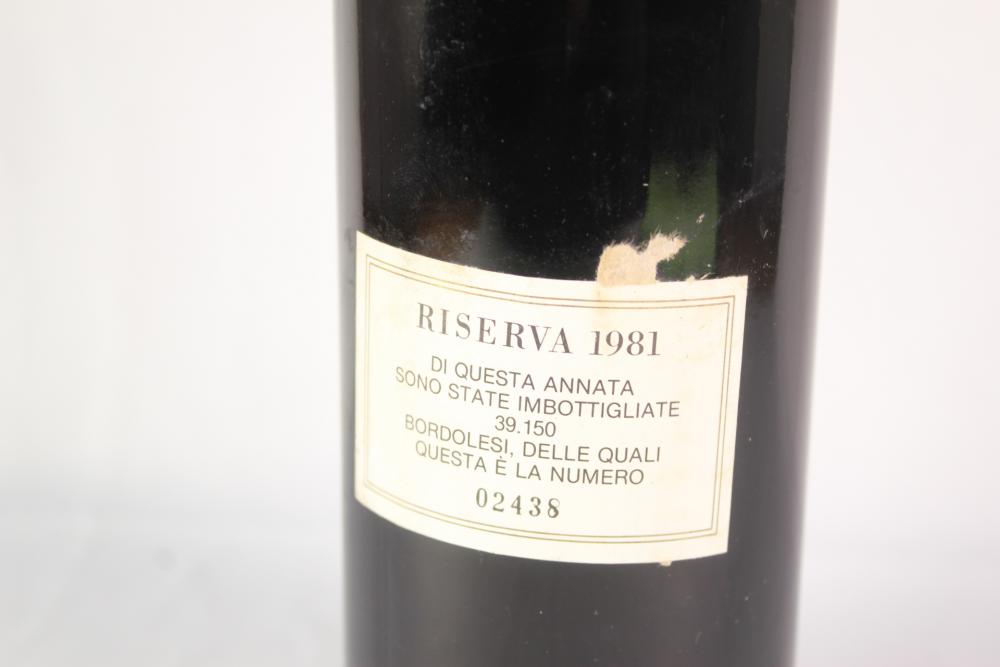 RISERVA 1981
DI QUESTA ANNATA
SONO STATE IMBOTTIGLIATE
39.150
BORDOLESI, DELLE QUALI
QUESTA È LA NUMERO
02438